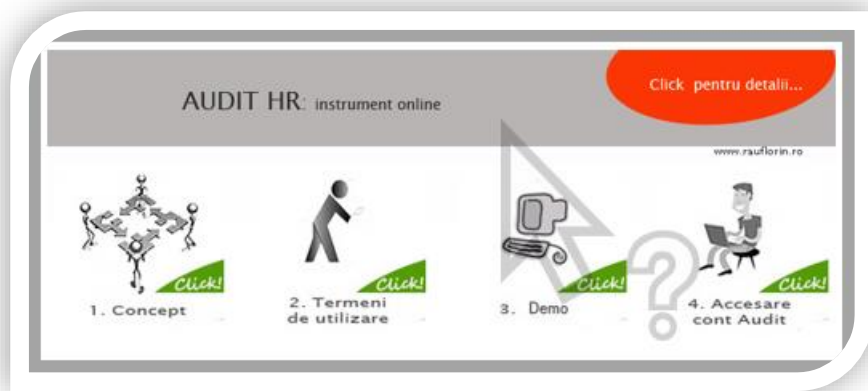 AUDIT HR: instrument online
Click pentru detalii...
www.rauflorin.ro
Click!
1. Concept
Click!
2. Termeni
de utilizare
Click!
3. Demo
?
Click!
4. Accesare
cont Audit